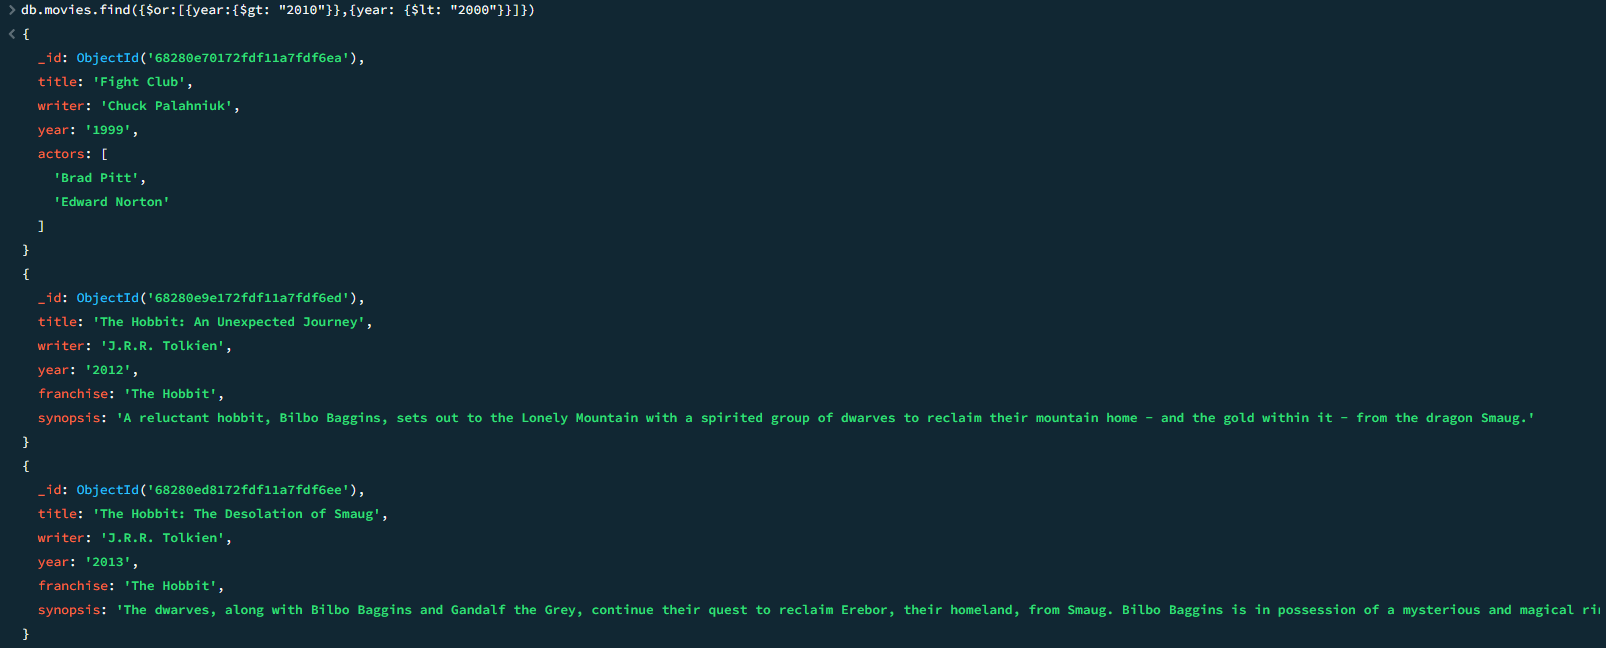 db.movies.find({$or:[{year:{$gt: "2010"}},{year: {$lt: "2000"}}]})
{
_id: ObjectId('68280e70172fdf11a7fdf6ea'),
title: 'Fight Club',
writer: 'Chuck Palahniuk',
year: '1999',
actors: [
'Brad Pitt',
'Edward Norton'
]
}
{
_id: ObjectId('68280e9e172fdf11a7fdf6ed'),
title: 'The Hobbit: An Unexpected Journey',
writer: 'J.R.R. Tolkien',
year: '2012',
franchise: 'The Hobbit',
synopsis: 'A reluctant hobbit, Bilbo Baggins, sets out to the Lonely Mountain with a spirited group of dwarves to reclaim their mountain home - and the gold within it - from the dragon Smaug.'
}
{
_id: ObjectId('68280ed8172fdf11a7fdf6ee'),
title: 'The Hobbit: The Desolation of Smaug',
writer: 'J.R.R. Tolkien',
year: '2013',
franchise: 'The Hobbit',
synopsis: 'The dwarves, along with Bilbo Baggins and Gandalf the Grey, continue their quest to reclaim Erebor, their homeland, from Smaug. Bilbo Baggins is in possession of a mysterious and magical
}